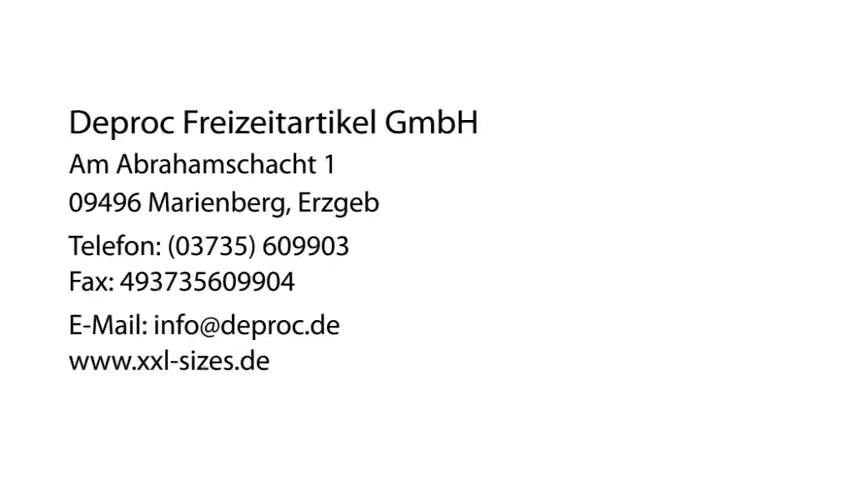 Deproc Freizeitartikel GmbH
Am Abrahamschacht 1
09496 Marienberg, Erzgeb
Telefon: (03735) 609903
Fax: 493735609904
E-Mail: info@deproc.de
www.xxl-sizes.de